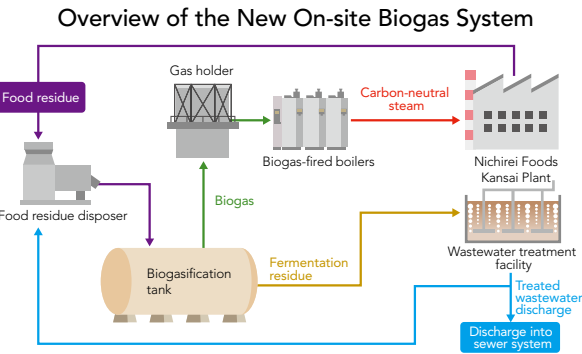 Overview of the New On-site Biogas System
Gas holder
Food residue
Carbon-neutral
steam
Biogas-fired boilers
Nichirei Foods
Kansai Plant
Food residue disposer
Biogas
Wastewater treatment
facility
Biogasification
tank
Fermentation
residue
Treated
wastewater
discharge
Discharge into
sewer system